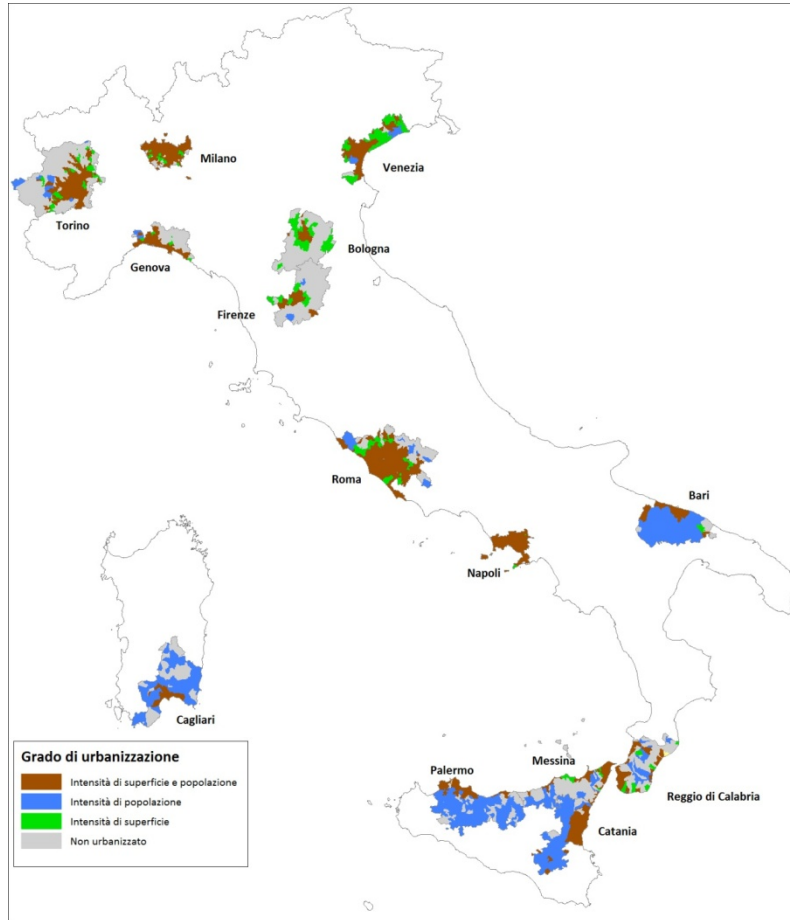 Milano
Venezia
Torino
Bologna
Genova
Firenze
Roma
Bari
Napoli
Cagliari
Grado di urbanizzazione
Intensità di superficie e popolazione
Intensità di popolazione
Intensità di superficie
Non urbanizzato
Messina
Palermo
Reggio di Calabria
Catania